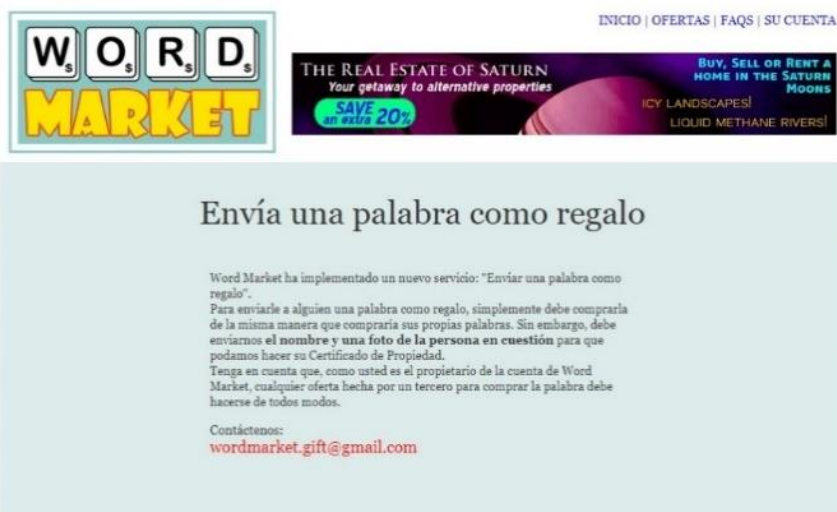 INICIO | OFERTAS | FAQS | SU CUENTA
W S O S R S D S
MARKET
THE REAL ESTATE OF SATURN
Your getaway to alternative properties
SAVE
an extra 20%
BUY, SELL OR RENT A
HOME IN THE SATURN
MOONS
ICY LANDSCAPES!
LIQUID METHANE RIVERS!
Envía una palabra como regalo
Word Market ha implementado un nuevo servicio: "Enviar una palabra como
regalo".
Para enviarle a alguien una palabra como regalo, simplemente debe comprarla
de la misma manera que compraría sus propias palabras. Sin embargo, debe
enviarnos el nombre y una foto de la persona en cuestión para que
podamos hacer su Certificado de Propiedad.
Tenga en cuenta que, como usted es el propietario de la cuenta de Word
Market, cualquier oferta hecha por un tercero para comprar la palabra debe
hacerse de todos modos.
Contáctenos:
wordmarket.gift@gmail.com